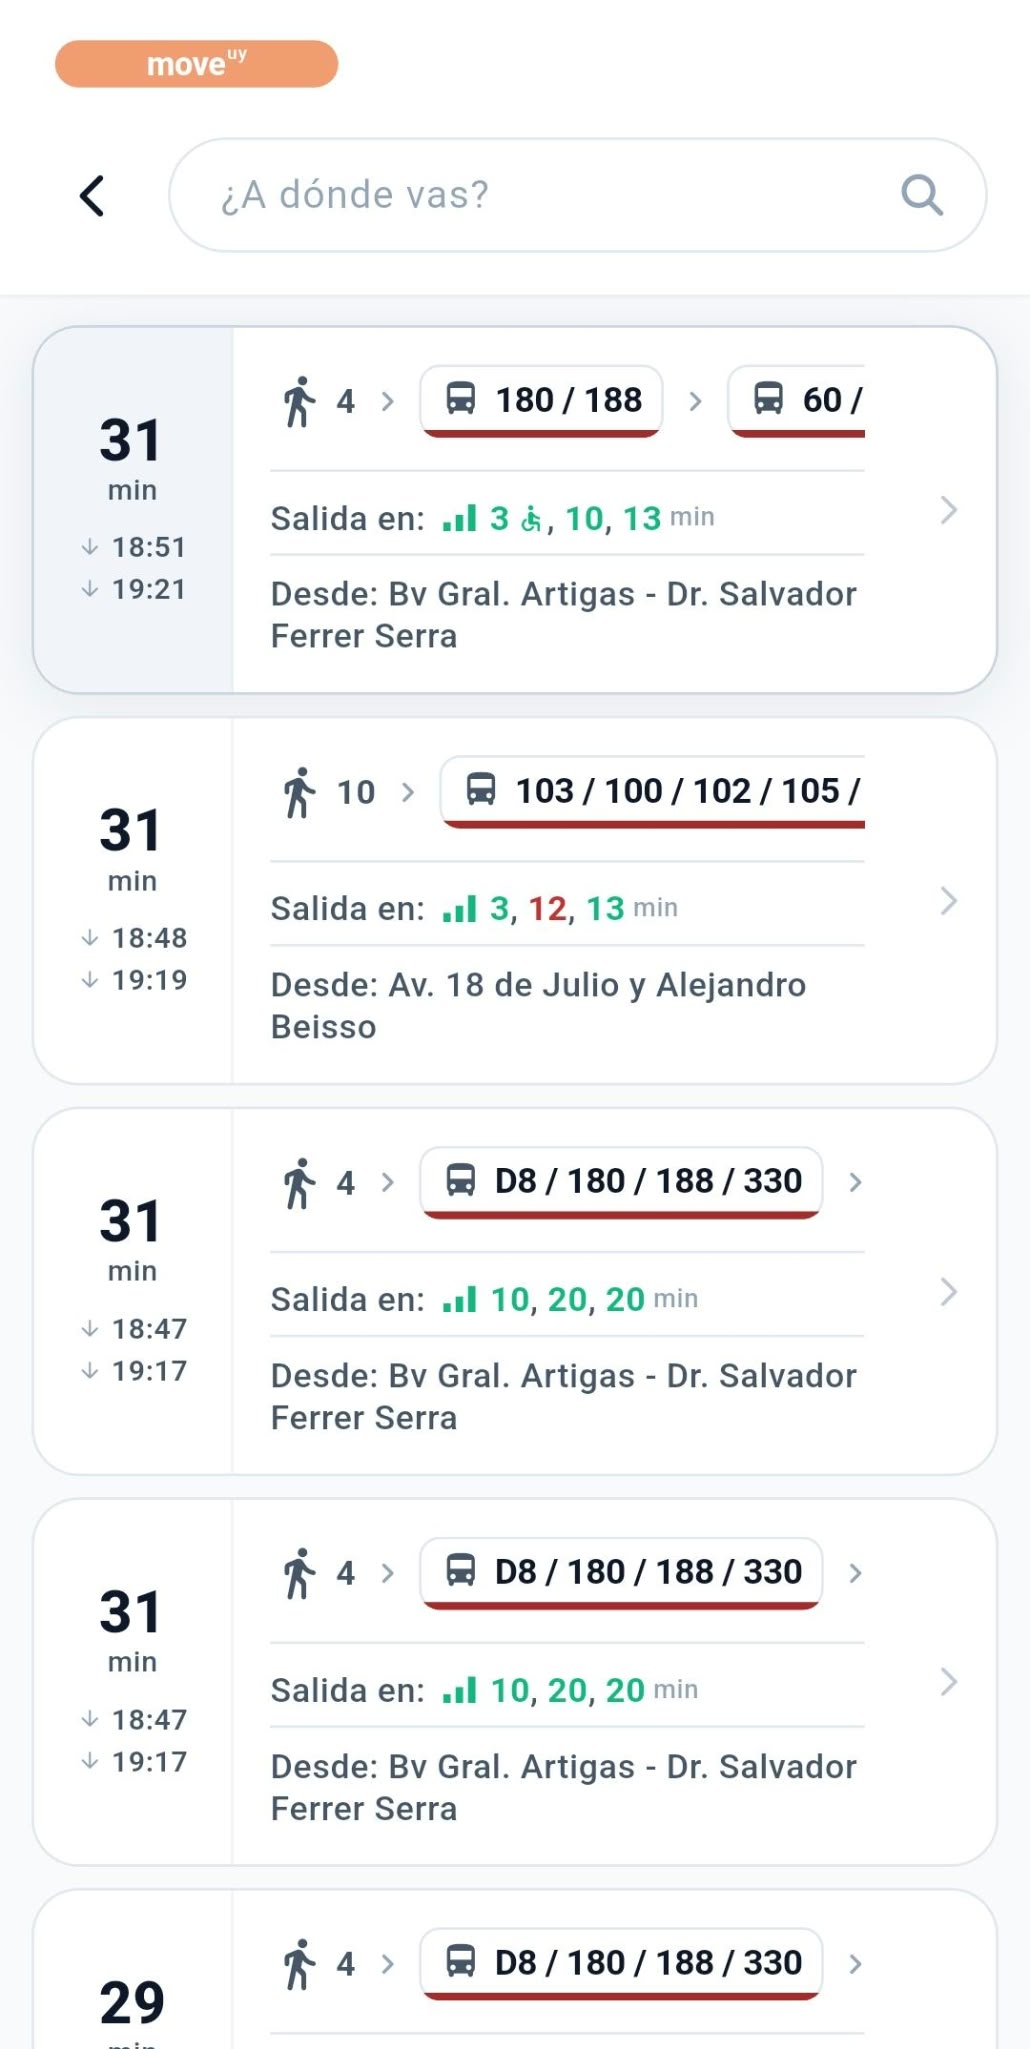 move uy
¿A dónde vas?
31
min
18:51
19:21
4
180 / 188
60 /
Salida en: 3, 10, 13 min
Desde: Bv Gral. Artigas - Dr. Salvador
Ferrer Serra
31
min
18:48
19:19
10
103 / 100 / 102 / 105 /
Salida en: 3, 12, 13 min
Desde: Av. 18 de Julio y Alejandro
Beisso
31
min
18:47
19:17
4
D8 / 180 / 188 / 330
Salida en: 10, 20, 20 min
Desde: Bv Gral. Artigas - Dr. Salvador
Ferrer Serra
31
min
18:47
19:17
4
D8 / 180 / 188 / 330
Salida en: 10, 20, 20 min
Desde: Bv Gral. Artigas - Dr. Salvador
Ferrer Serra
29
4
D8 / 180 / 188 / 330